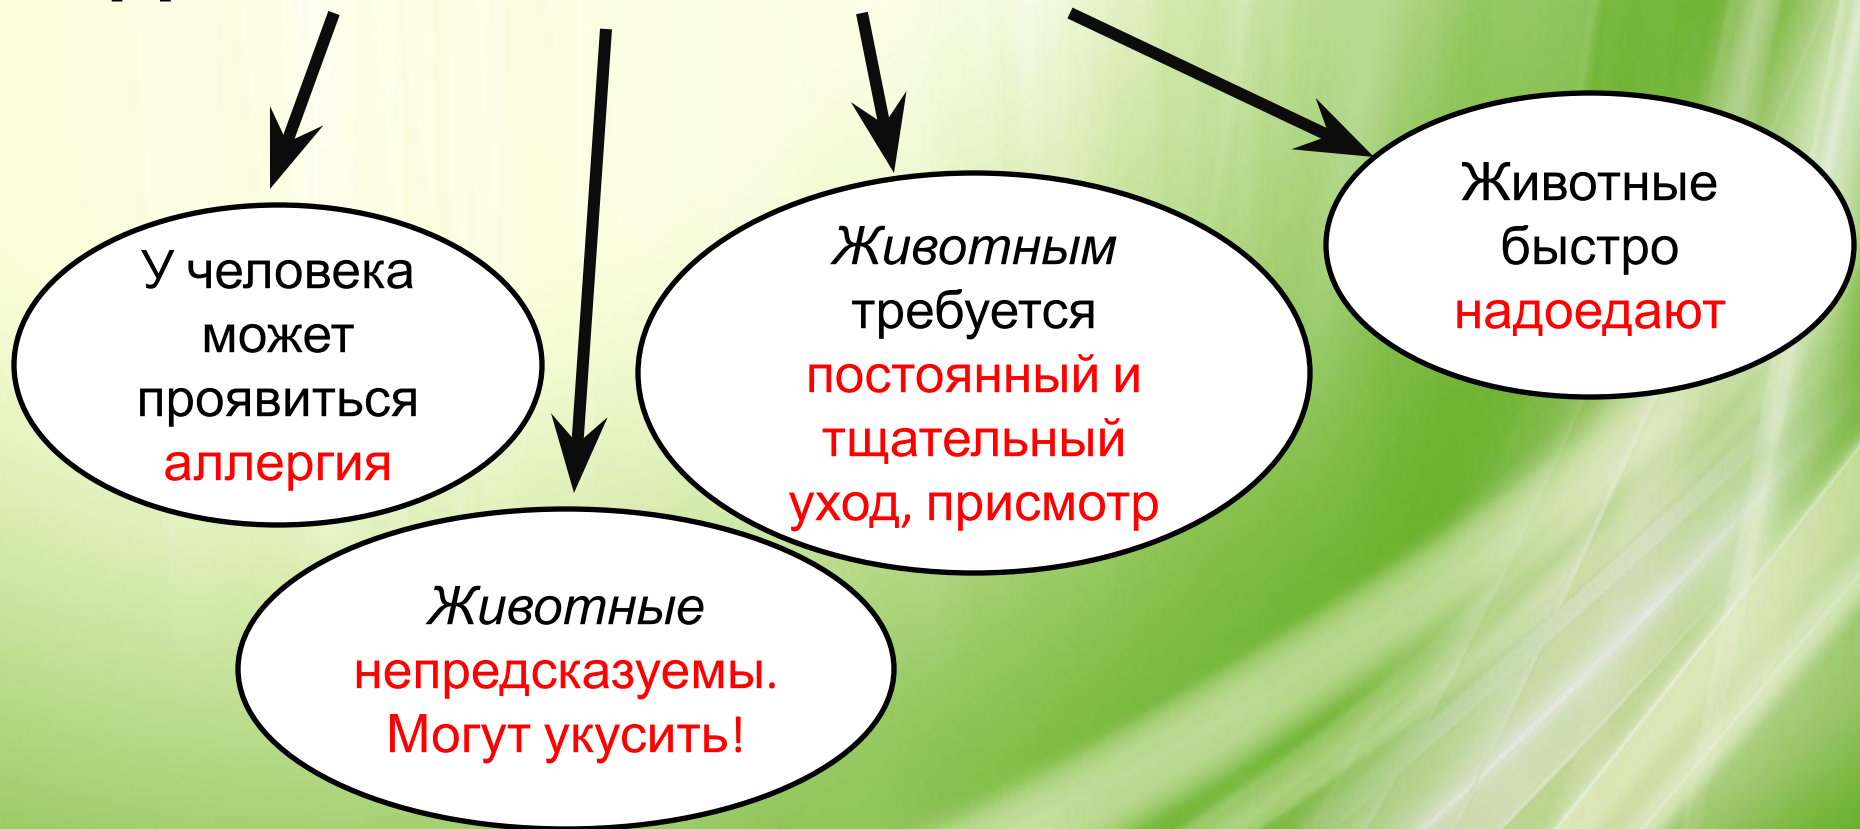 У человека
может
проявиться
аллергия
Животные
непредсказуемы.
Могут укусить!
Животным
требуется
постоянный и
тщательный
уход, присмотр
Животные
быстро
надоедают